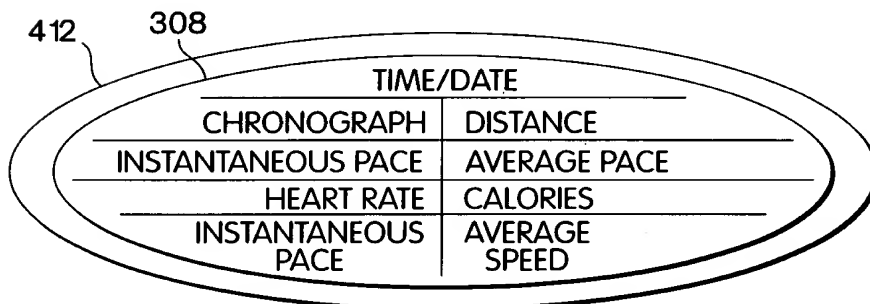 412
308
TIME/DATE
CHRONOGRAPH DISTANCE
INSTANTANEOUS PACE AVERAGE PACE
HEART RATE CALORIES
INSTANTANEOUS AVERAGE
PACE SPEED